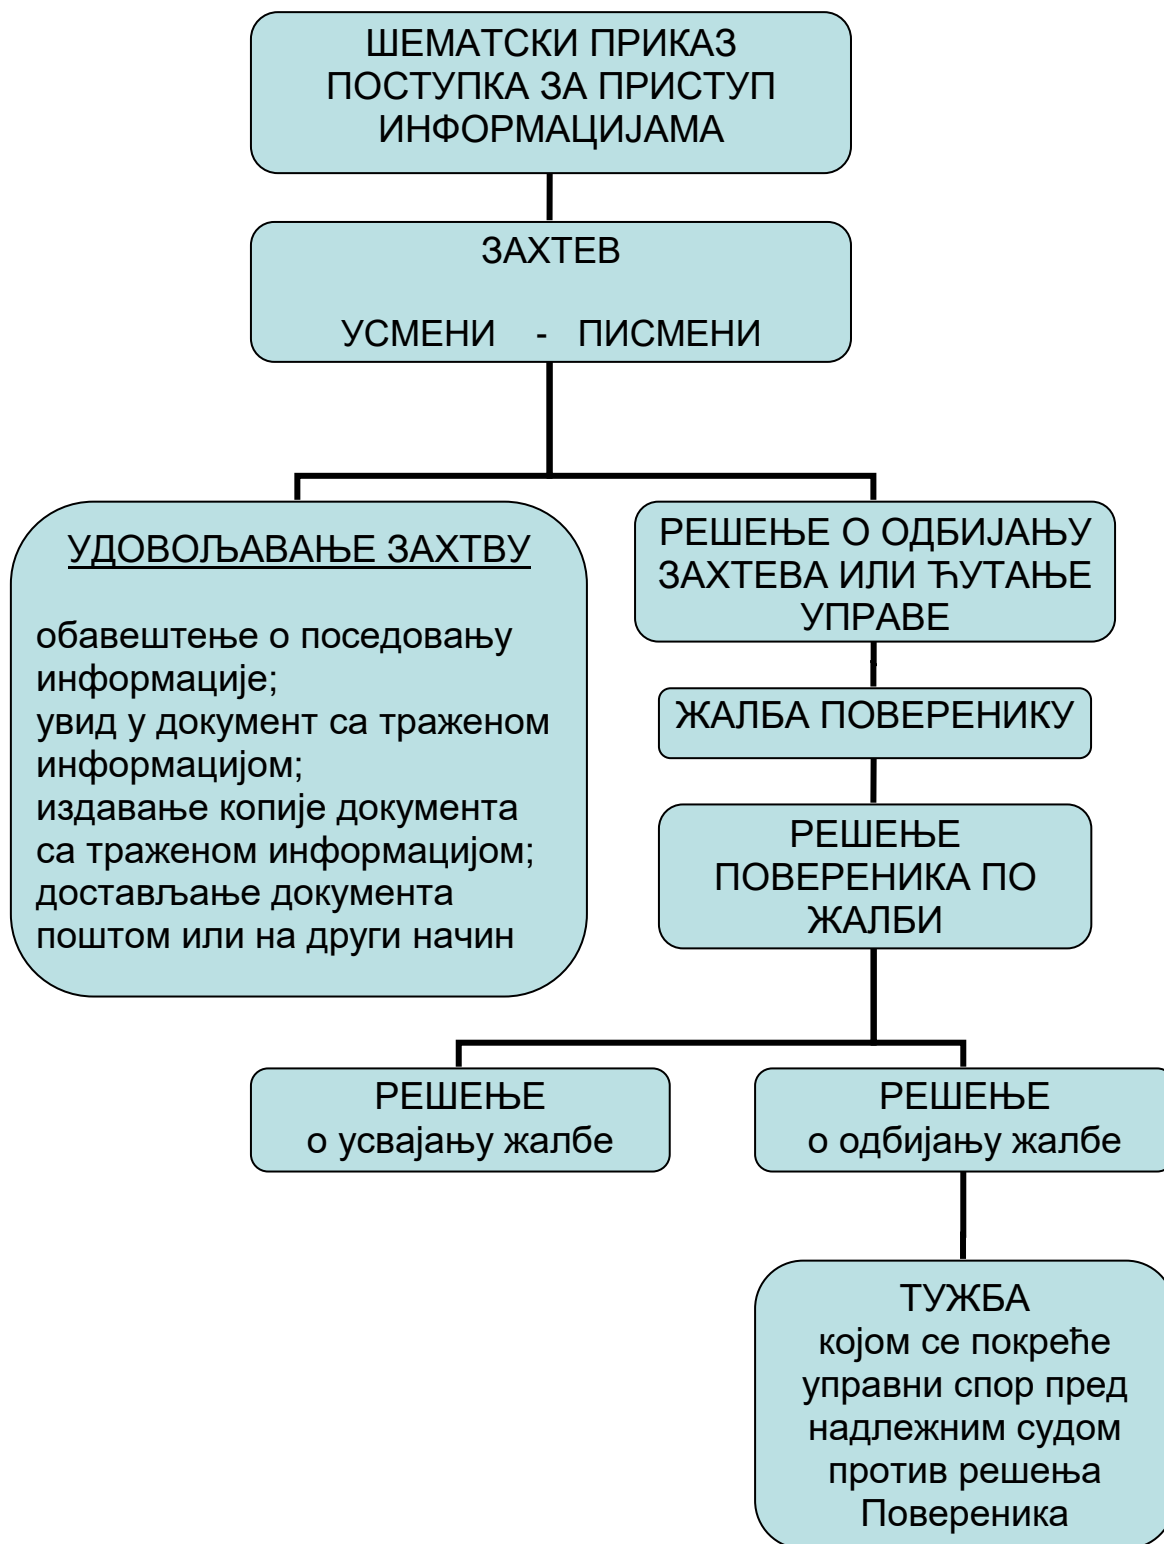 ШЕМАТСКИ ПРИКАЗ
ПОСТУПКА ЗА ПРИСТУП
ИНФОРМАЦИЈАМА
ЗАХТЕВ
УСМЕНИ - ПИСМЕНИ
УДОВОЉАВАЊЕ ЗАХТВУ
обавештење о поседовању
информације;
увид у документ са траженом
информацијом;
издавање копије документа
са траженом информацијом;
достављање документа
поштом или на други начин
РЕШЕЊЕ О ОДБИЈАЊУ
ЗАХТЕВА ИЛИ ЋУТАЊЕ
УПРАВЕ
ЖАЛБА ПОВЕРЕНИКУ
РЕШЕЊЕ
ПОВЕРЕНИКА ПО
ЖАЛБИ
РЕШЕЊЕ
о усвајању жалбе
РЕШЕЊЕ
о одбијању жалбе
ТУЖБА
којом се покреће
управни спор пред
надлежним судом
против решења
Повереника